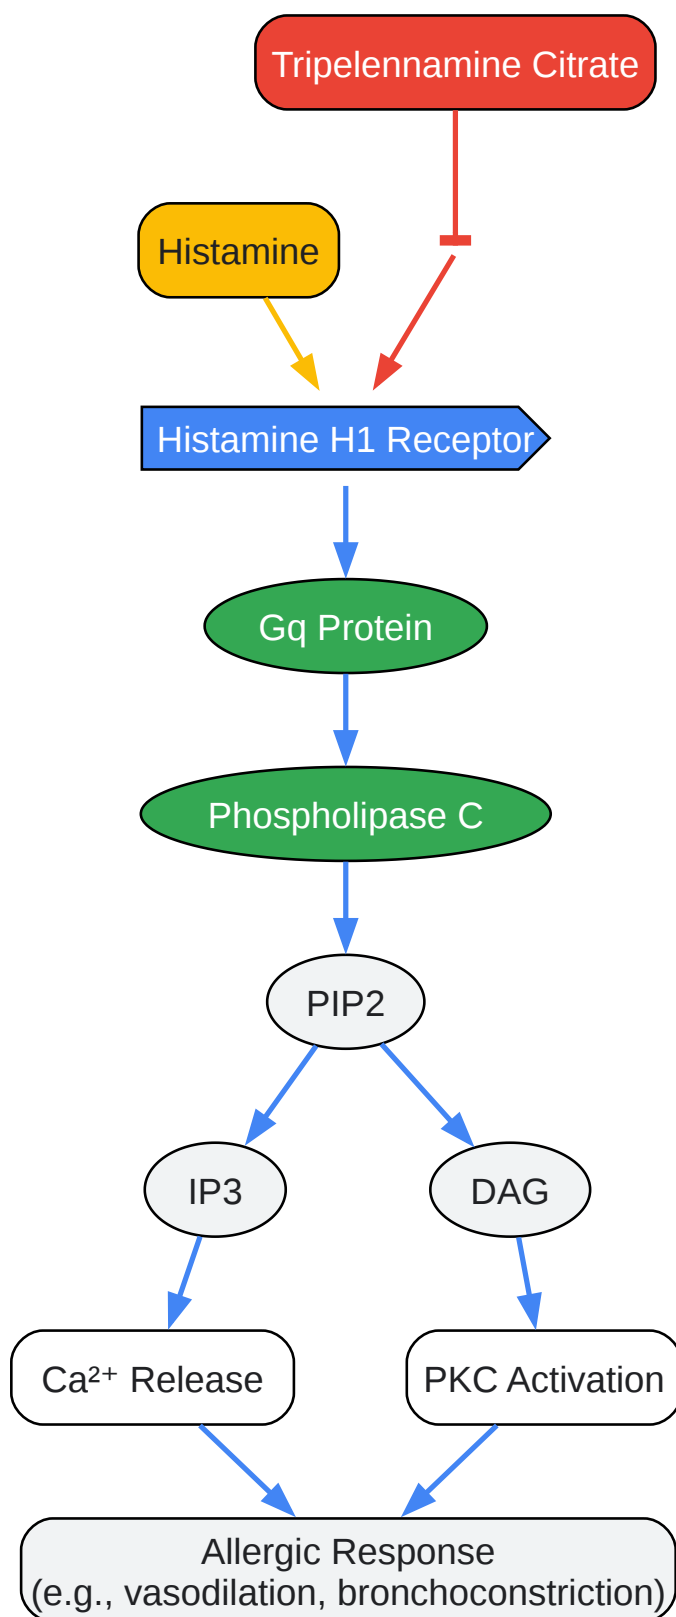 Tripelennamine Citrate
Histamine
Histamine H1 Receptor
Gq Protein
Phospholipase C
PIP2
IP3
DAG
Ca²⁺ Release
PKC Activation
Allergic Response
(e.g., vasodilation, bronchoconstriction)